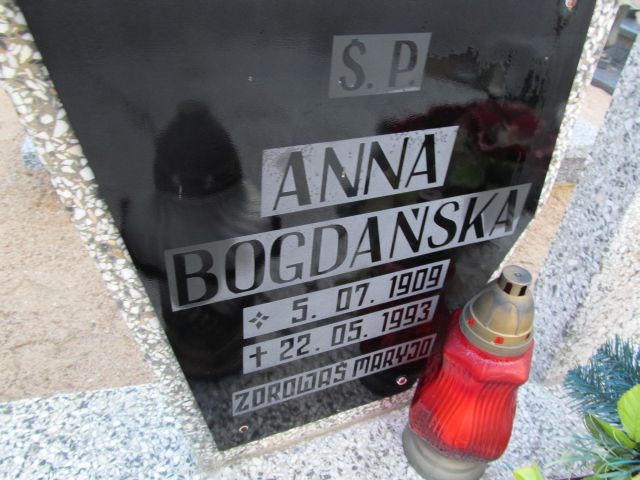 Ś. P.
ANNA
BOGDAŃSKA
5. 07. 1909
22. 05. 1993
ZDROWAŚ MARYJO